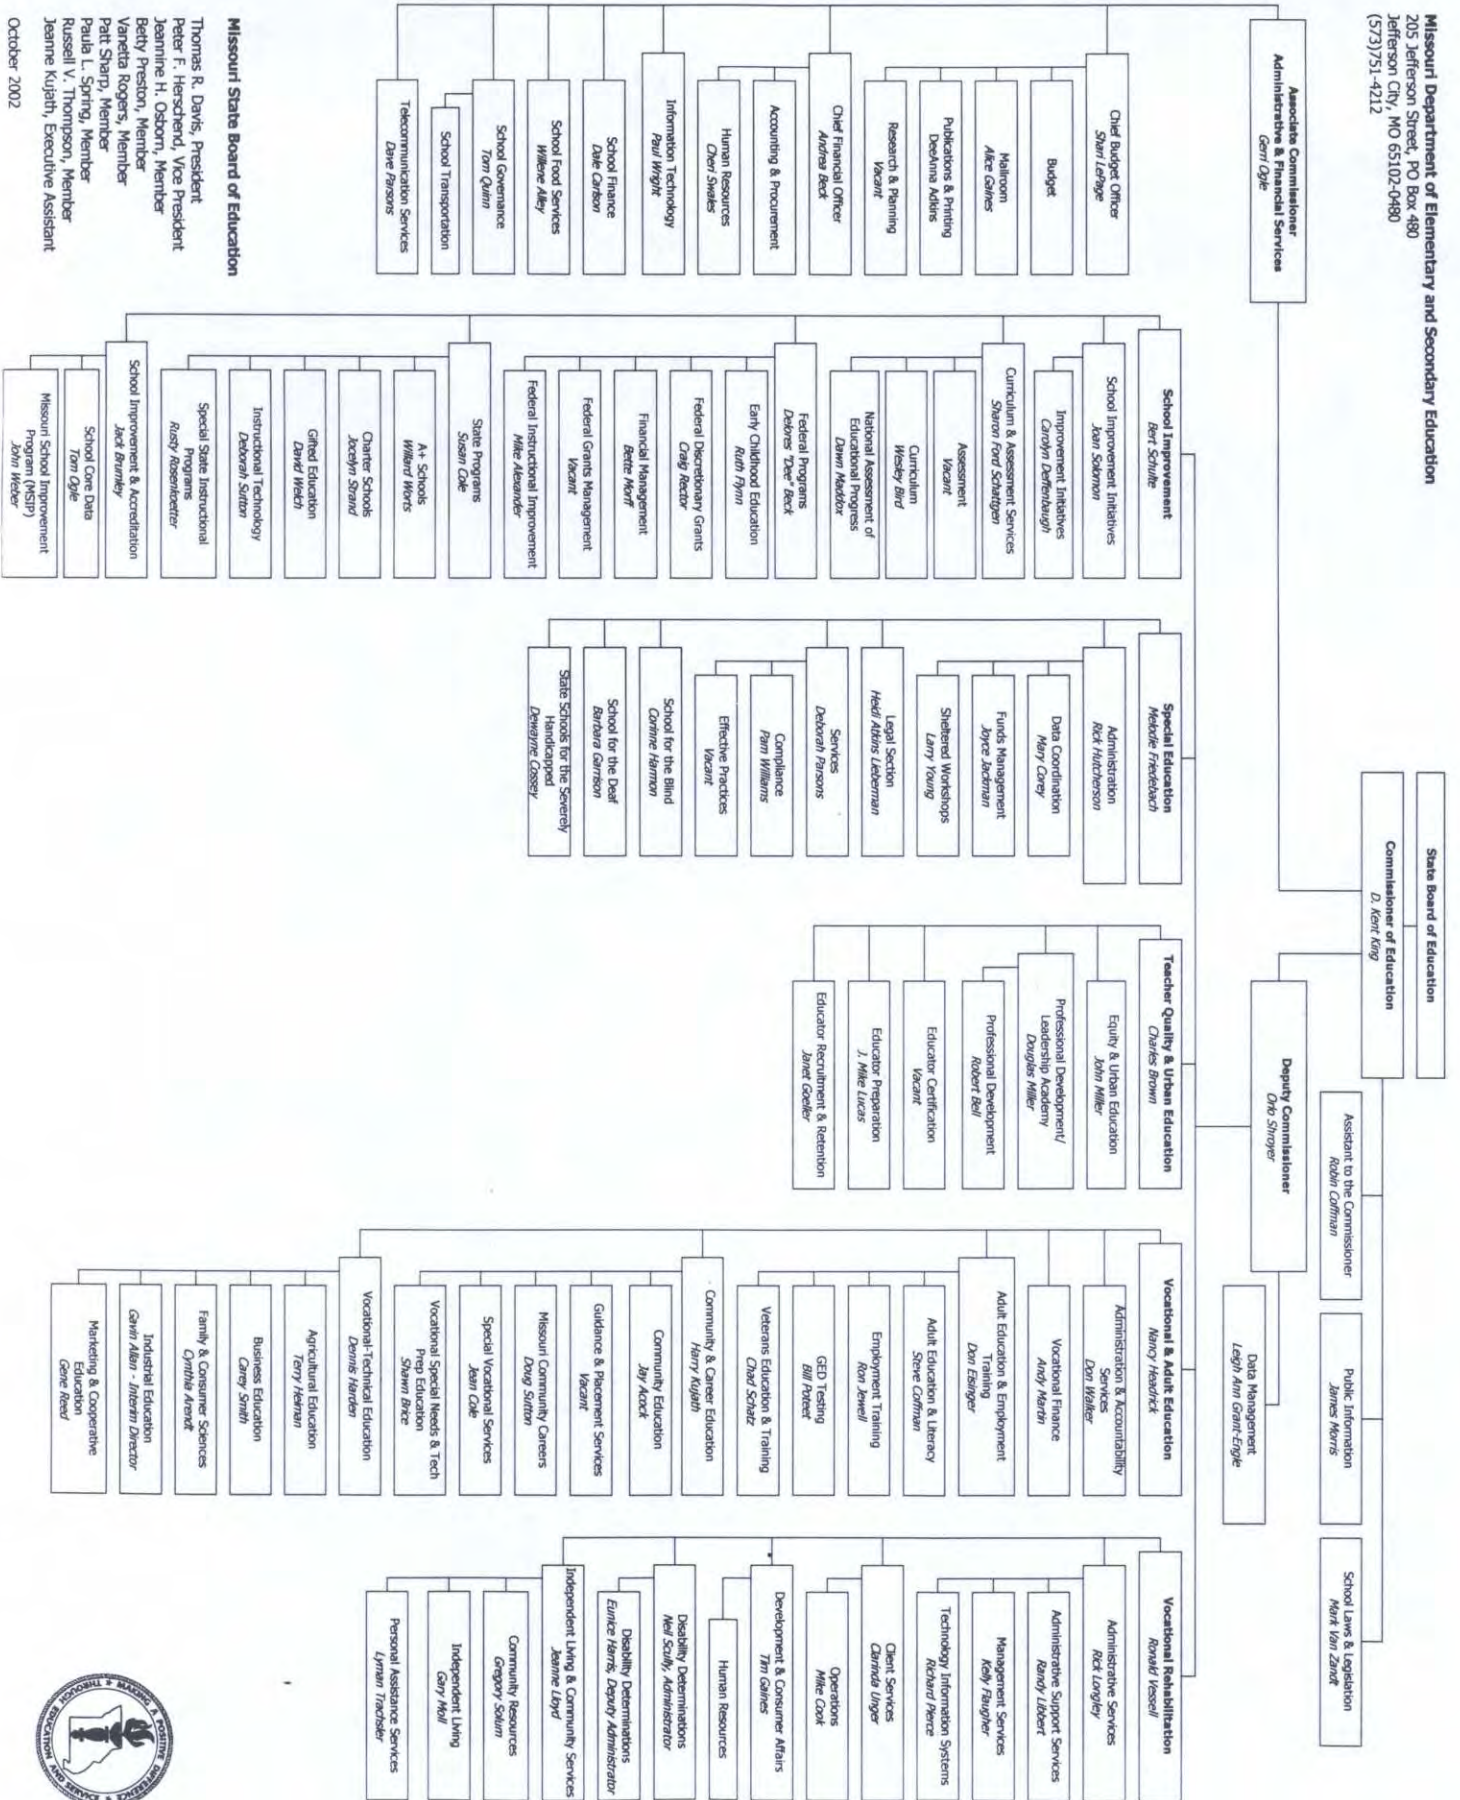 Missouri Department of Elementary and Secondary Education
205 Jefferson Street, PO Box 480
Jefferson City, MO 65102-0480
(573)751-4212
State Board of Education
Commissioner of Education
D. Kent King
Assistant to the Commissioner
Robin Coffman
Public Information
James Morris
School Laws & Legislation
Mark Van Zandt
Associate Commissioner
Administrative & Financial Services
Gerri Ogle
Deputy Commissioner
Orlo Shroyer
Data Management
Leigh Ann Grant-Engle
Chief Budget Officer
Shari LePage
Budget
Mailroom
Alice Gaines
Publications & Printing
DeeAnna Adkins
Research & Planning
Vacant
Chief Financial Officer
Andrea Beck
Accounting & Procurement
Human Resources
Cheri Swales
Information Technology
Paul Wright
School Finance
Dale Carlson
School Food Services
Willene Alley
School Governance
Tom Quinn
School Transportation
Telecommunication Services
Dave Parsons
School Improvement
Bert Schulte
School Improvement Initiatives
Joan Solomon
Improvement Initiatives
Carolyn Deffenbaugh
Curriculum & Assessment Services
Sharon Ford Schattgen
Assessment
Vacant
Curriculum
Wesley Bird
National Assessment of
Educational Progress
Dawn Maddox
Federal Programs
Delores "Dee" Beck
Early Childhood Education
Ruth Flynn
Federal Discretionary Grants
Craig Rector
Financial Management
Bette Morff
Federal Grants Management
Vacant
Federal Instructional Improvement
Mike Alexander
State Programs
Susan Cole
A+ Schools
Willard Worts
Charter Schools
Jocelyn Strand
Gifted Education
David Welch
Instructional Technology
Deborah Sutton
Special State Instructional
Programs
Rusty Rosenkoetter
School Improvement & Accreditation
Jack Brumley
School Core Data
Tom Ogle
Missouri School Improvement
Program (MSIP)
John Weber
Special Education
Melodie Friedebach
Administration
Rick Hutcherson
Data Coordination
Mary Corey
Funds Management
Joyce Jackman
Sheltered Workshops
Larry Young
Legal Section
Heidi Atkins Lieberman
Services
Deborah Parsons
Compliance
Pam Williams
Effective Practices
Vacant
School for the Blind
Corinne Harmon
School for the Deaf
Barbara Garrison
State Schools for the Severely
Handicapped
Dewayne Cossey
Teacher Quality & Urban Education
Charles Brown
Equity & Urban Education
John Miller
Professional Development/
Leadership Academy
Douglas Miller
Professional Development
Robert Bell
Educator Certification
Vacant
Educator Preparation
J. Mike Lucas
Educator Recruitment & Retention
Janet Goeller
Vocational & Adult Education
Nancy Headrick
Administration & Accountability
Services
Don Walker
Vocational Finance
Andy Martin
Adult Education & Employment
Training
Don Eisinger
Adult Education & Literacy
Steve Coffman
Employment Training
Ron Jewell
GED Testing
Bill Poteet
Veterans Education & Training
Chad Schatz
Community & Career Education
Harry Kujath
Community Education
Jay Acock
Guidance & Placement Services
Vacant
Missouri Community Careers
Doug Sutton
Special Vocational Services
Jean Cole
Vocational Special Needs & Tech
Prep Education
Shawn Brice
Vocational-Technical Education
Dennis Harden
Agricultural Education
Terry Heiman
Business Education
Carey Smith
Family & Consumer Sciences
Cynthia Arendt
Industrial Education
Gavin Allan - Interim Director
Marketing & Cooperative
Education
Gene Reed
Vocational Rehabilitation
Ronald Vessell
Administrative Services
Rick Longley
Administrative Support Services
Randy Libbert
Management Services
Kelly Flaugher
Technology Information Systems
Richard Pierce
Client Services
Clarinda Unger
Operations
Mike Cook
Development & Consumer Affairs
Tim Gaines
Human Resources
Disability Determinations
Neil Scully, Administrator
Disability Determinations
Eunice Harris, Deputy Administrator
Independent Living & Community Services
Jeanne Lloyd
Community Resources
Gregory Solum
Independent Living
Gary Moll
Personal Assistance Services
Lyman Trachsler
Missouri State Board of Education
Thomas R. Davis, President
Peter F. Herschend, Vice President
Jeannine H. Osborn, Member
Betty Preston, Member
Vanetta Rogers, Member
Patt Sharp, Member
Paula L. Spring, Member
Russell V. Thompson, Member
Jeanne Kujath, Executive Assistant
October 2002
MAKING A POSITIVE DIFFERENCE THROUGH EDUCATION AND SERVICE